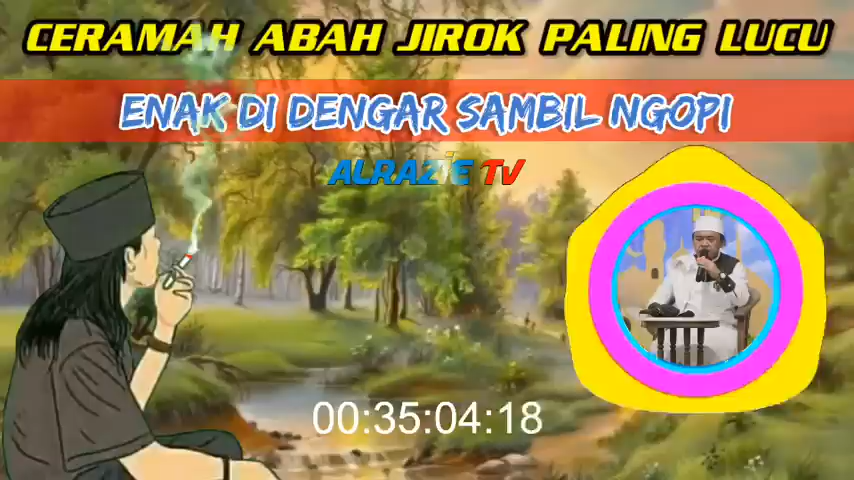 CERAMAH ABAH JIROK PALING LUCU
ENAK DI DENGAR SAMBIL NGOPI
ALRAZiE TV
00:35:04:18